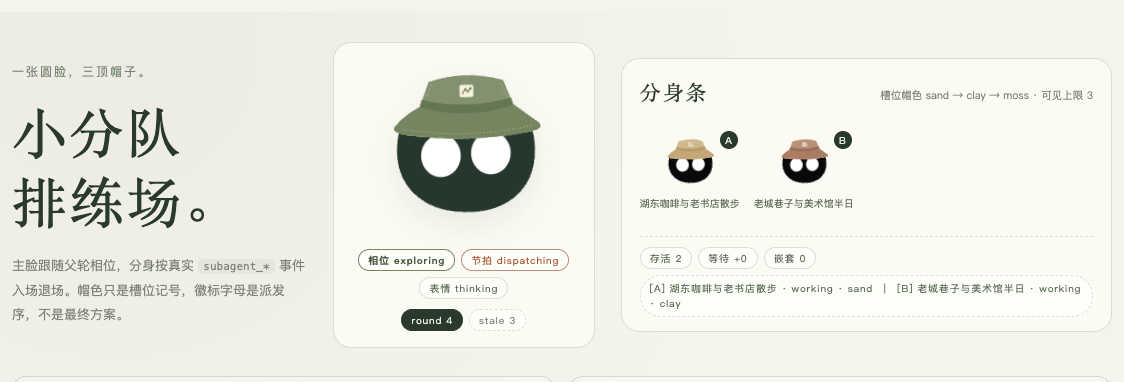 一张圆脸，三顶帽子。
小分队
排练场。
主脸跟随父轮相位，分身按真实 subagent_* 事件
入场退场。帽色只是槽位记号，徽标字母是派发
序，不是最终方案。
相位 exploring
节拍 dispatching
表情 thinking
round 4
stale 3
分身条
槽位帽色 sand → clay → moss · 可见上限 3
A
B
湖东咖啡与老书店散步
老城巷子与美术馆半日
存活 2
等待 +0
嵌套 0
[A] 湖东咖啡与老书店散步 · working · sand | [B] 老城巷子与美术馆半日 · working
· clay